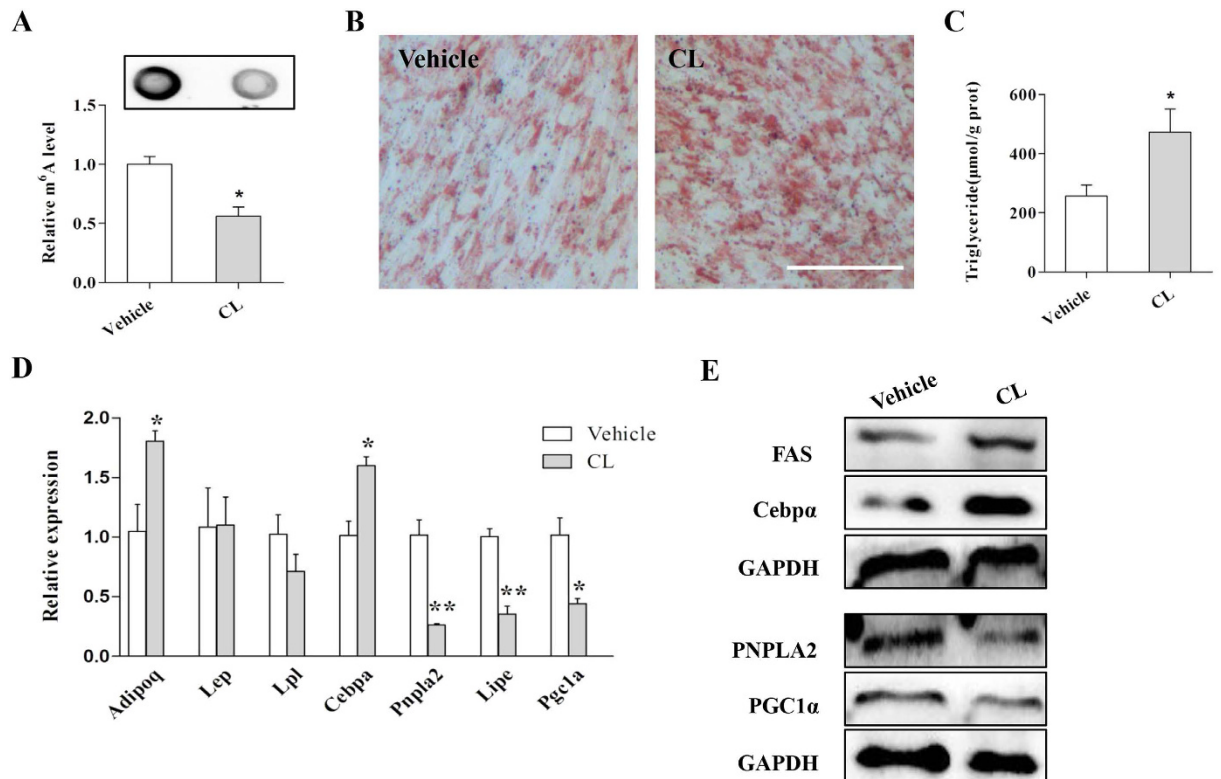 A
Relative m⁶A level
1.5
1.0
0.5
0.0
Vehicle
CL
*
B
Vehicle
CL
C
Triglyceride(μmol/g prot)
600
400
200
0
Vehicle
CL
*
D
Relative expression
2.0
1.5
1.0
0.5
0.0
Vehicle
CL
*
*
**
**
*
Adipoq
Lep
Lpl
Cebpa
Pnpla2
Lipe
Pgc1a
E
Vehicle
CL
FAS
Cebpα
GAPDH
PNPLA2
PGC1α
GAPDH